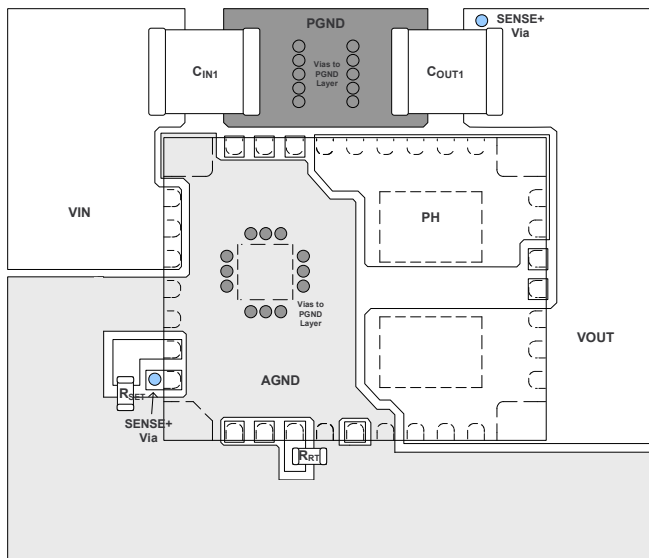 PGND
SENSE+
Via
CIN1
Vias to
PGND
Layer
COUT1
VIN
PH
Vias to
PGND
Layer
VOUT
AGND
RSET
SENSE+
Via
RRT